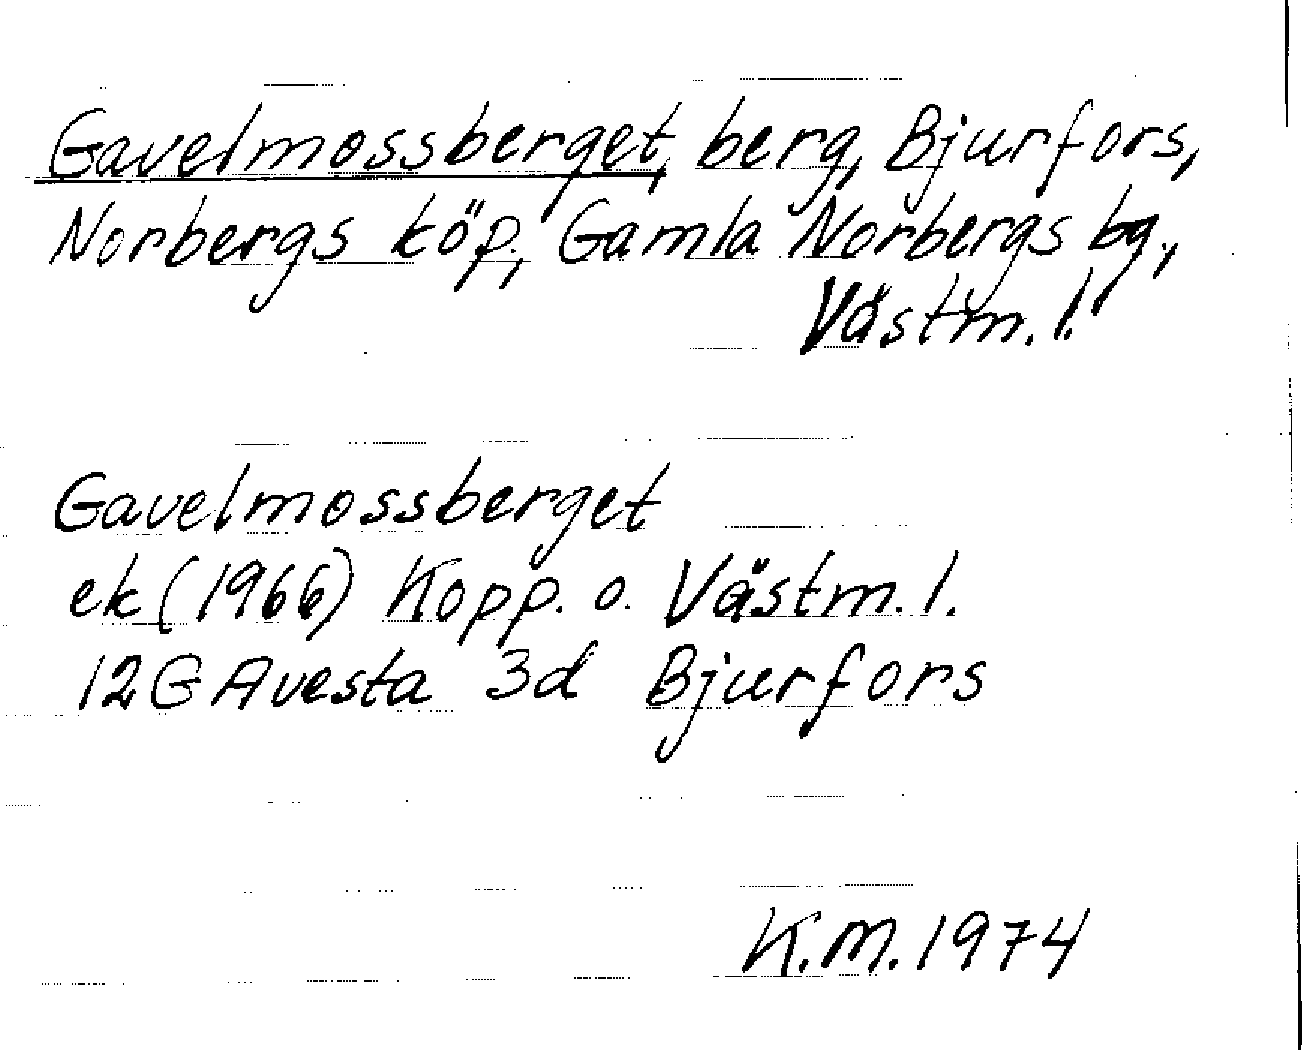 Gavelmossberget, berg, Bjurfors,
Norbergs köp., Gamla Norbergs bg.,
Västm. l.
Gavelmossberget
ek (1966) Kopp. o. Västm. l.
12G Avesta 3d Bjurfors
K.M. 1974